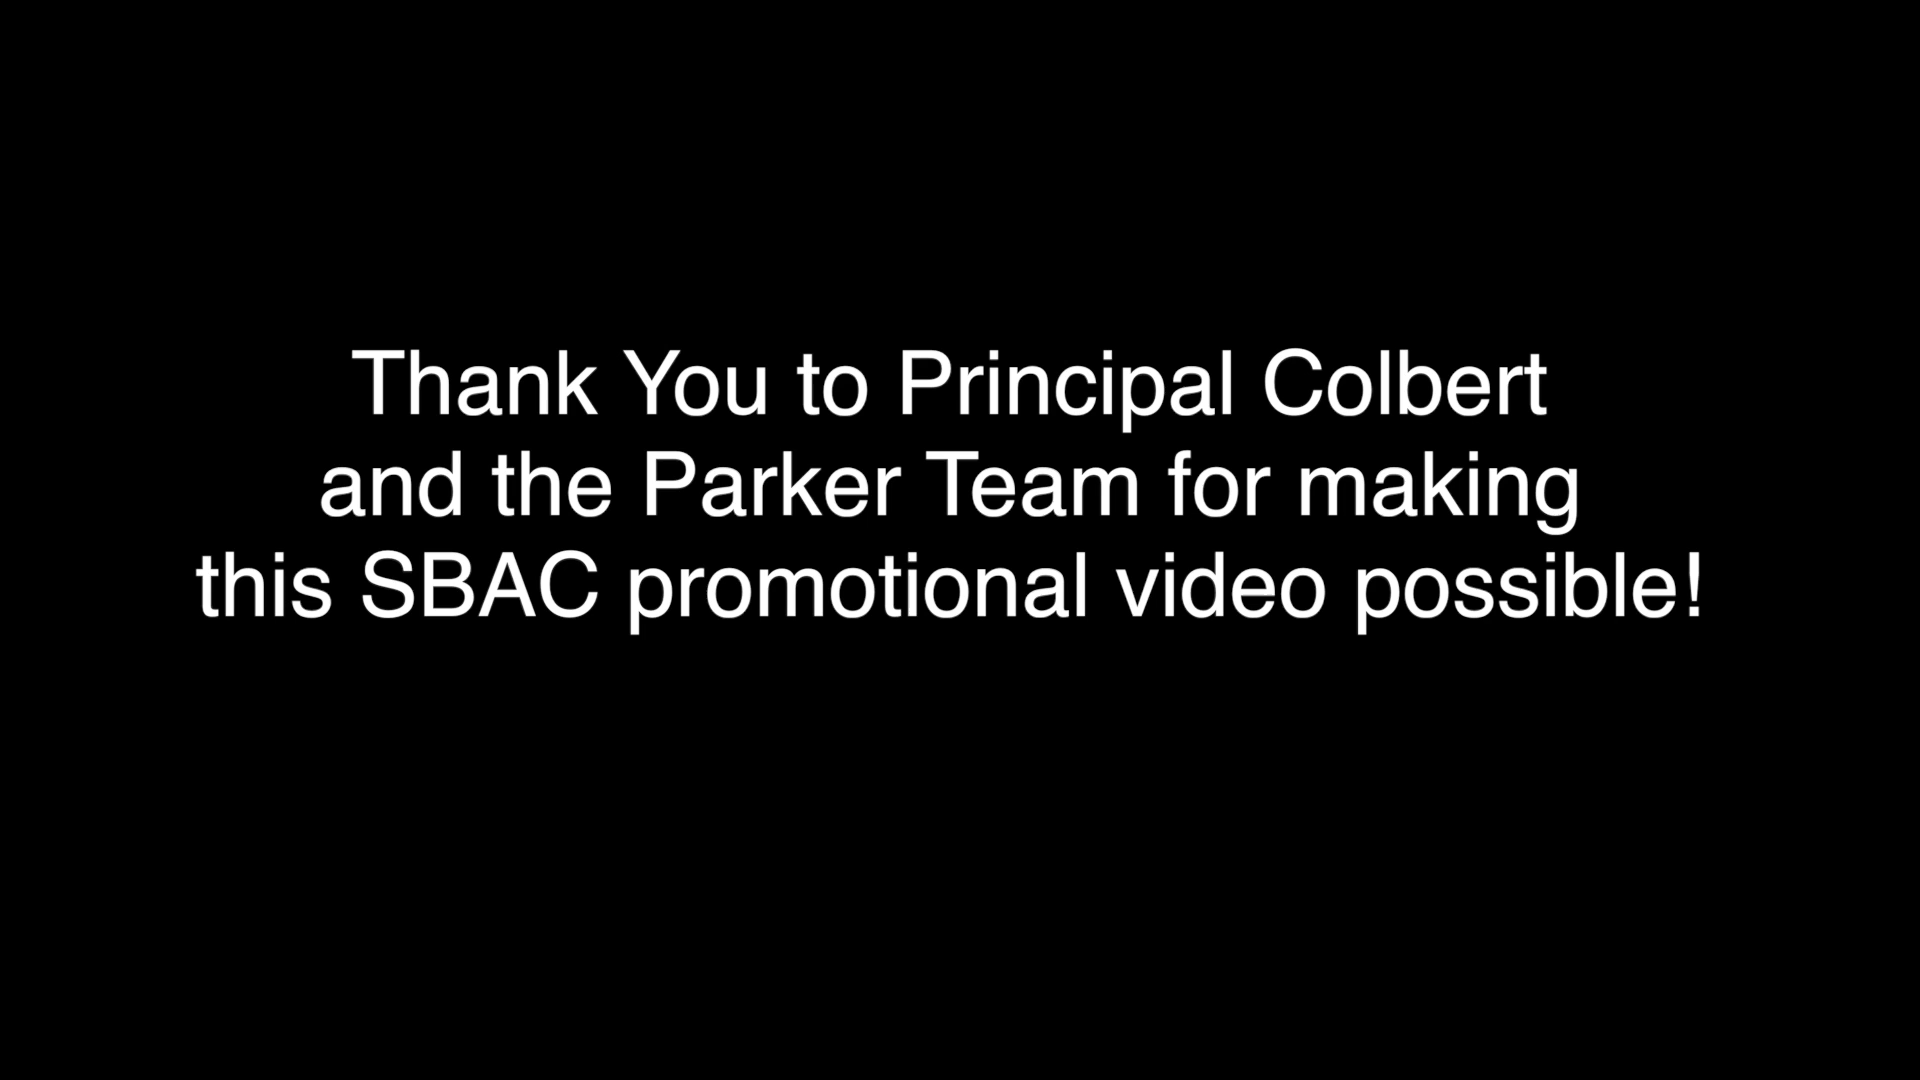 Thank You to Principal Colbert
and the Parker Team for making
this SBAC promotional video possible!